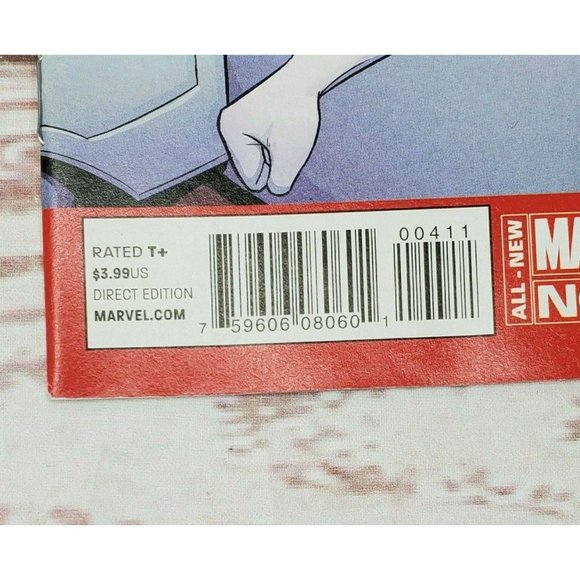 RATED T+
$3.99US
DIRECT EDITION
MARVEL.COM
7 59606 08060 1
00411
ALL-NEW